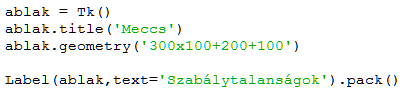 ablak = Tk()
ablak.title('Meccs')
ablak.geometry('300x100+200+100')
Label(ablak,text='Szabálytalanságok').pack()